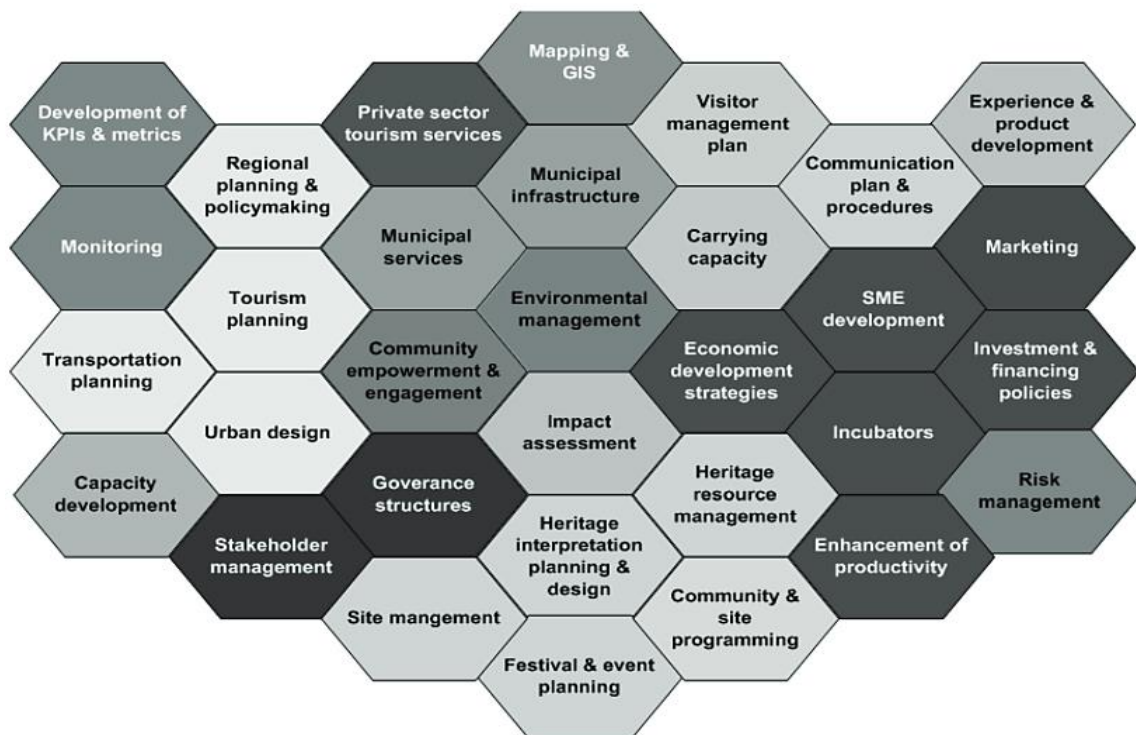 Development of
KPIs & metrics
Monitoring
Transportation
planning
Capacity
development
Regional
planning &
policymaking
Tourism
planning
Urban design
Stakeholder
management
Private sector
tourism services
Municipal
services
Community
empowerment &
engagement
Goverance
structures
Site mangement
Mapping &
GIS
Municipal
infrastructure
Environmental
management
Impact
assessment
Heritage
interpretation
planning &
design
Festival & event
planning
Visitor
management
plan
Carrying
capacity
Economic
development
strategies
Heritage
resource
management
Community &
site
programming
Communication
plan &
procedures
SME
development
Incubators
Enhancement of
productivity
Experience &
product
development
Marketing
Investment &
financing
policies
Risk
management